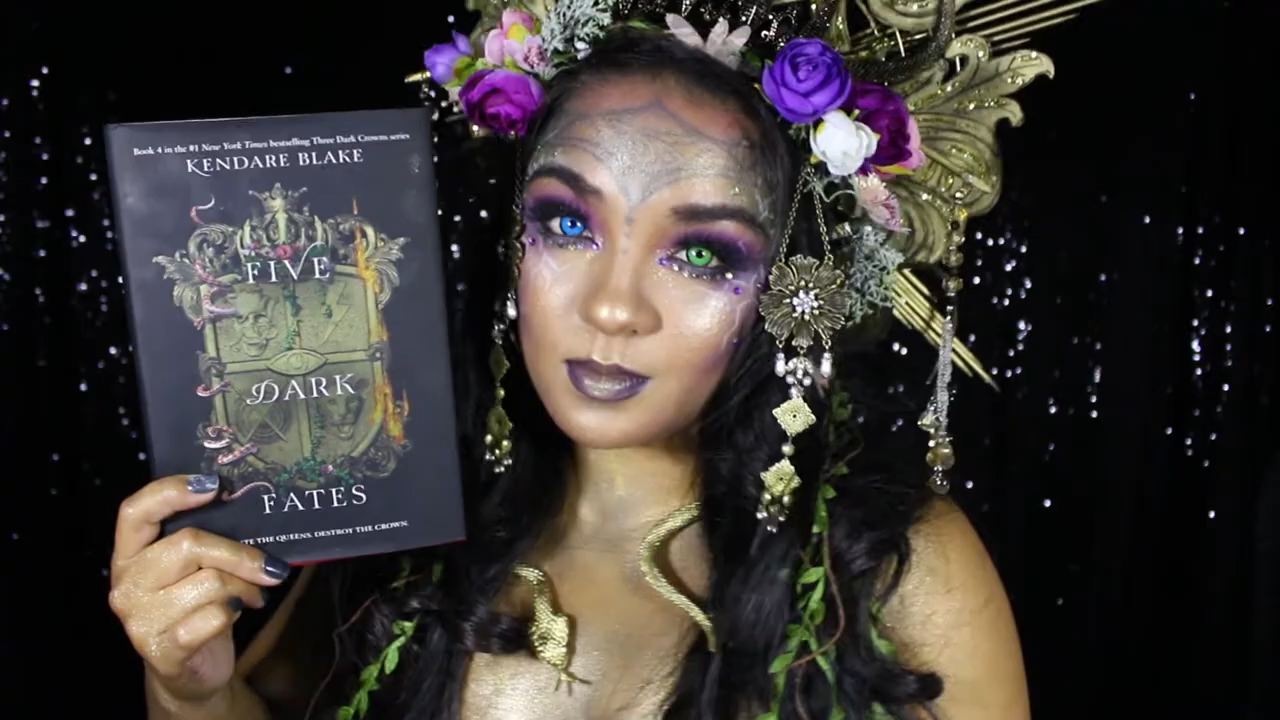 Book 4 in the #1 New York Times bestselling Three Dark Crowns series
KENDARE BLAKE
FIVE
DARK
FATES
THE QUEENS. DESTROY THE CROWN.